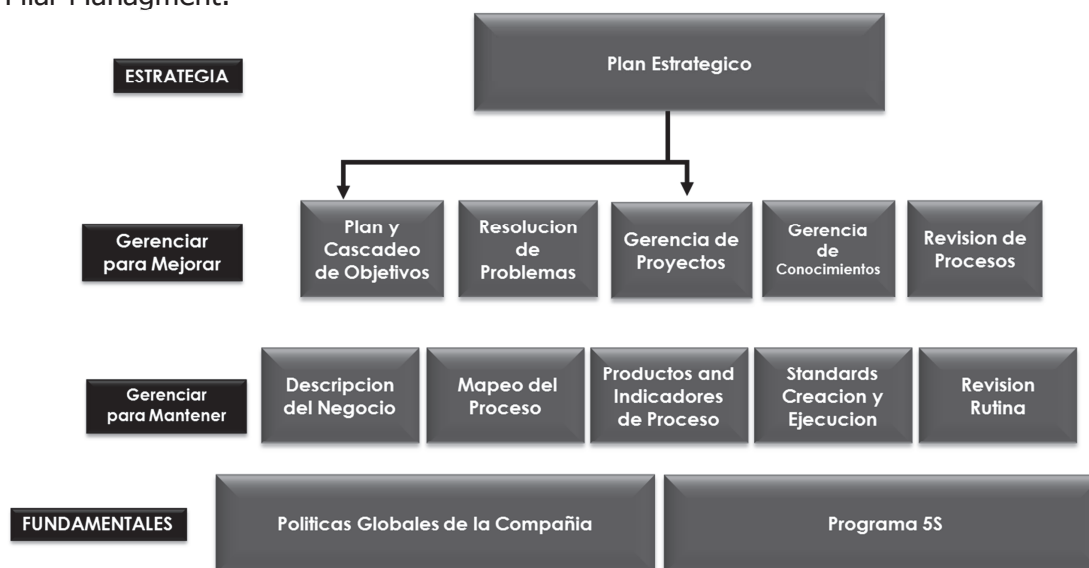 Pilar Managment:
ESTRATEGIA
Plan Estrategico
Gerenciar
para Mejorar
Plan y
Cascadeo
de Objetivos
Resolucion
de
Problemas
Gerencia de
Proyectos
Gerencia
de
Conocimientos
Revision de
Procesos
Gerenciar
para Mantener
Descripcion
del Negocio
Mapeo del
Proceso
Productos and
Indicadores
de Proceso
Standards
Creacion y
Ejecucion
Revision
Rutina
FUNDAMENTALES
Politicas Globales de la Compañia
Programa 5S